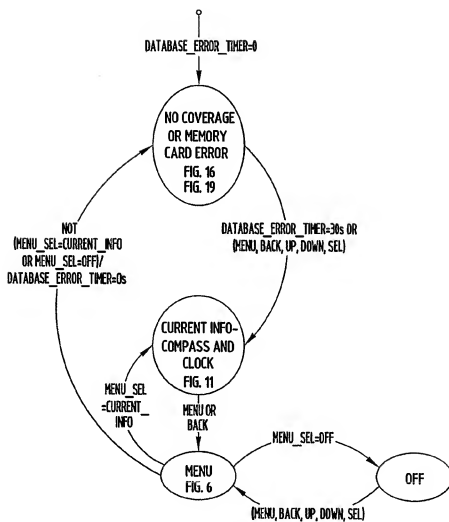 DATABASE_ERROR_TIMER=0
NO COVERAGE
OR MEMORY
CARD ERROR
FIG. 16
FIG. 19
NOT
(MENU_SEL=CURRENT_INFO
OR MENU_SEL=OFF)/
DATABASE_ERROR_TIMER=0s
DATABASE_ERROR_TIMER=30s OR
(MENU, BACK, UP, DOWN, SEL)
CURRENT INFO-
COMPASS AND
CLOCK
FIG. 11
MENU_SEL
=CURRENT_
INFO
MENU OR
BACK
MENU_SEL=OFF
MENU
FIG. 6
OFF
(MENU, BACK, UP, DOWN, SEL)